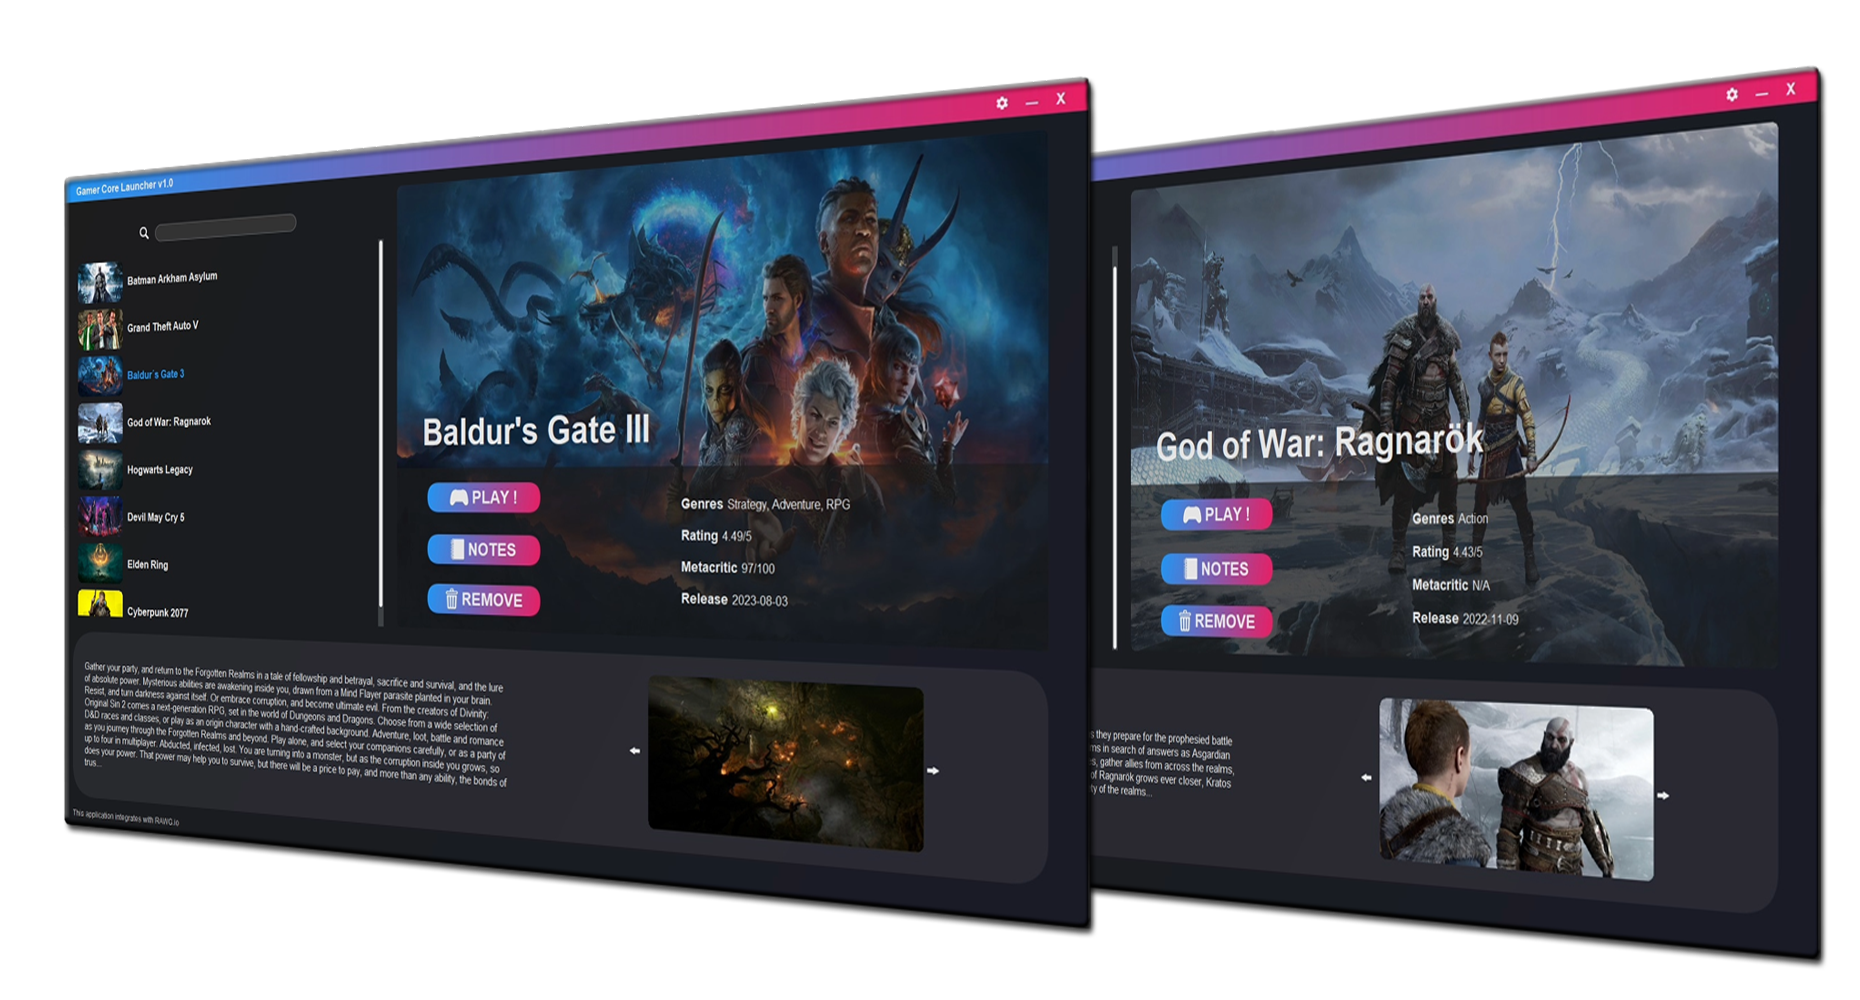 Gamer Core Launcher v1.0
X
Batman Arkham Asylum
Grand Theft Auto V
Baldur's Gate 3
God of War: Ragnarok
Hogwarts Legacy
Devil May Cry 5
Elden Ring
Cyberpunk 2077
Baldur's Gate III
PLAY !
NOTES
REMOVE
Genres Strategy, Adventure, RPG
Rating 4.49/5
Metacritic 97/100
Release 2023-08-03
Gather your party, and return to the Forgotten Realms in a tale of fellowship and betrayal, sacrifice and survival, and the lure
of absolute power. Mysterious abilities are awakening inside you, drawn from a Mind Flayer parasite planted in your brain.
Resist, and turn darkness against itself. Or embrace corruption, and become ultimate evil. From the creators of Divinity:
Original Sin 2 comes a next-generation RPG, set in the world of Dungeons and Dragons. Choose from a wide selection of
D&D races and classes, or play as an origin character with a hand-crafted background. Adventure, loot, battle and romance
as you journey through the Forgotten Realms and beyond. Play alone, and select your companions carefully, or as a party of
up to four in multiplayer. Abducted, infected, lost. You are turning into a monster, but as the corruption inside you grows, so
does your power. That power may help you to survive, but there will be a price to pay, and more than any ability, the bonds of
trus...
This application integrates with RAWG.io
X
God of War: Ragnarök
PLAY !
NOTES
REMOVE
Genres Action
Rating 4.43/5
Metacritic N/A
Release 2022-11-09
s they prepare for the prophesied battle
ms in search of answers as Asgardian
s, gather allies from across the realms,
of Ragnarök grows ever closer, Kratos
ty of the realms...